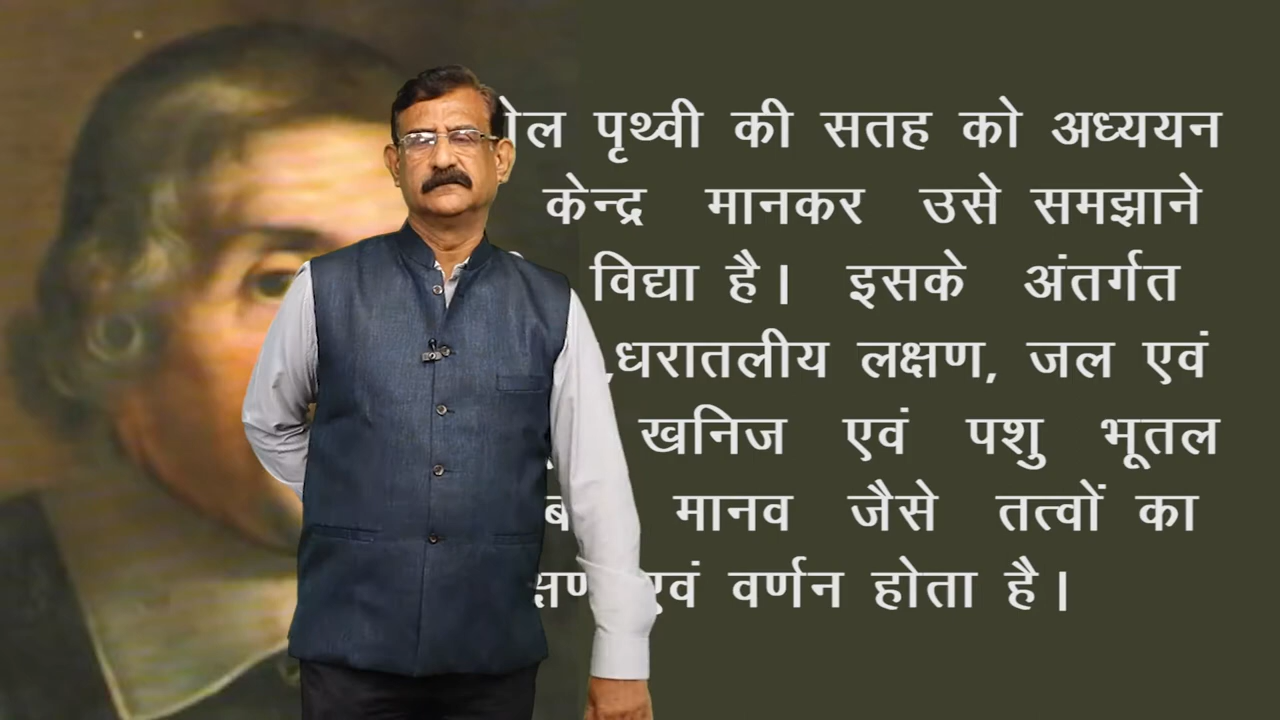 पृथ्वी की सतह को अध्ययन
केन्द्र मानकर उसे समझाने
विद्या है। इसके अंतर्गत
,धरातलीय लक्षण, जल एवं
खनिज एवं पशु भूतल
मानव जैसे तत्वों का
एवं वर्णन होता है।